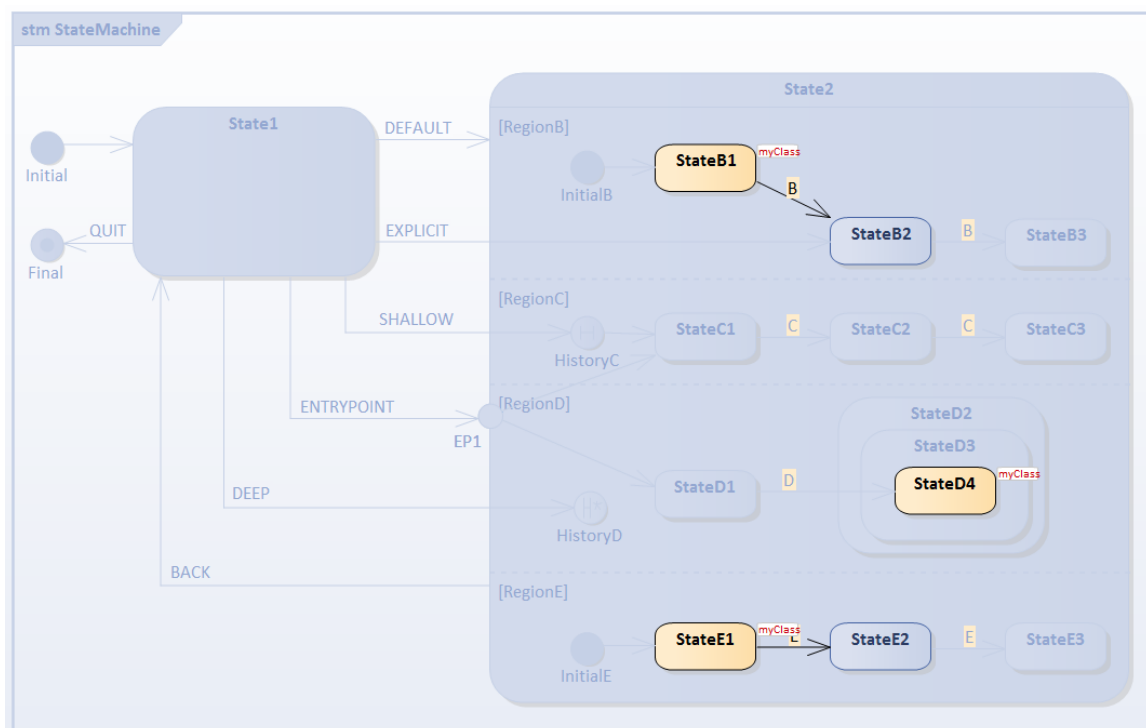 stm StateMachine
State2
State1
DEFAULT
[RegionB]
Initial
InitialB
StateB1
myClass
B
QUIT
Final
EXPLICIT
StateB2
B
StateB3
[RegionC]
SHALLOW
HistoryC
StateC1
C
StateC2
C
StateC3
ENTRYPOINT
EP1
[RegionD]
StateD2
StateD3
StateD1
D
StateD4
myClass
DEEP
HistoryD
BACK
[RegionE]
InitialE
StateE1
myClass
StateE2
E
StateE3